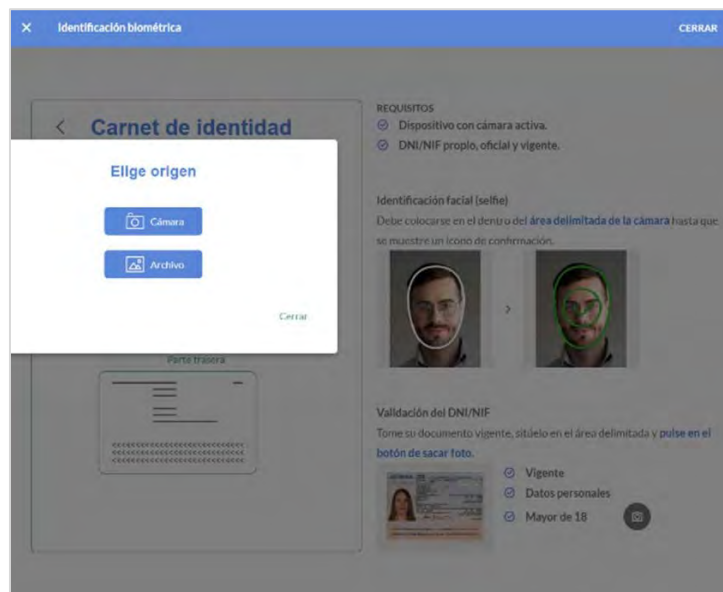 Identificación biométrica
CERRAR
Carnet de identidad
Elige origen
Cámara
Archivo
Cerrar
Parte trasera
REQUISITOS
Dispositivo con cámara activa.
DNI/NIF propio, oficial y vigente.
Identificación facial (selfie)
Debe colocarse en el dentro del área delimitada de la cámara hasta que
se muestre un icono de confirmación.
Validación del DNI/NIF
Tome su documento vigente, sitúelo en el área delimitada y pulse en el
botón de sacar foto.
Vigente
Datos personales
Mayor de 18